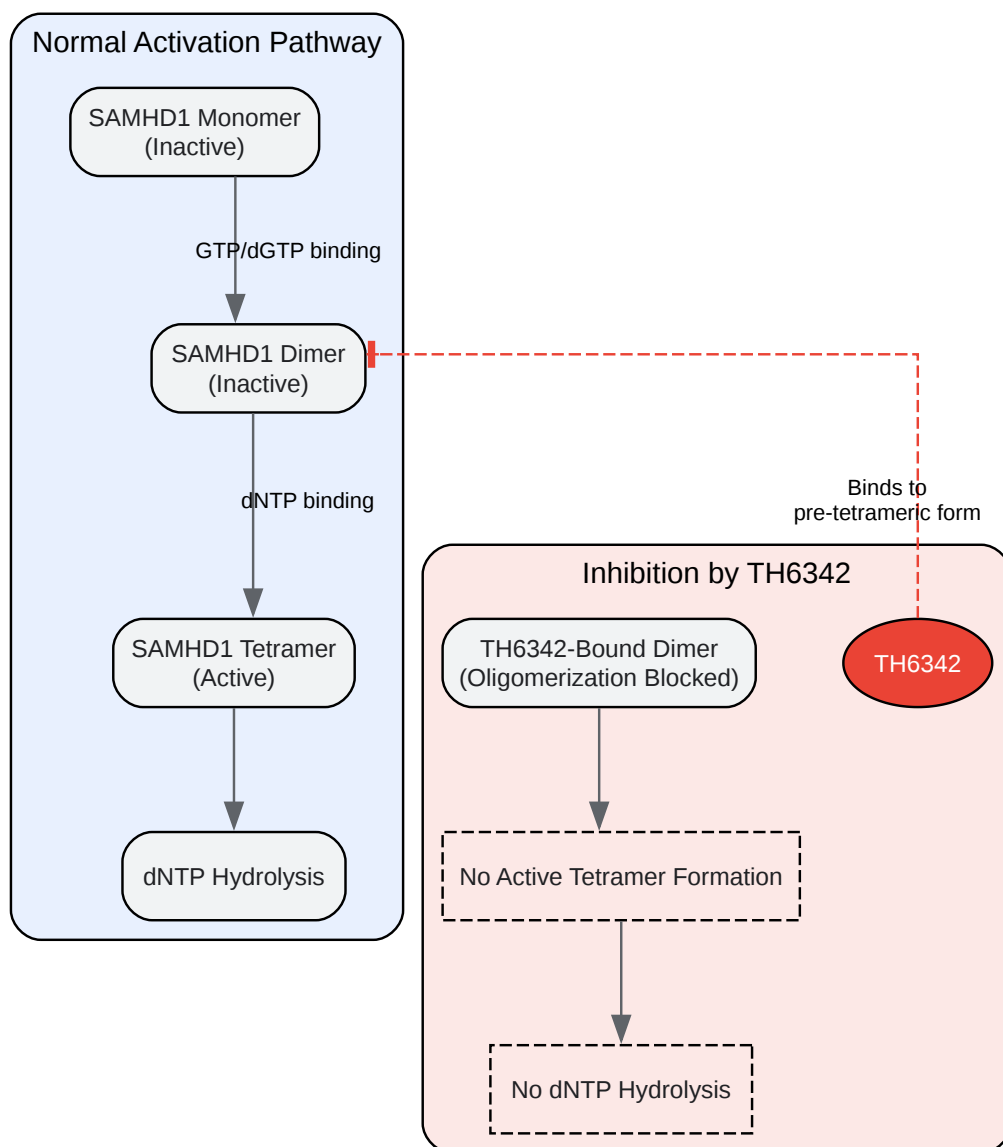 Normal Activation Pathway
SAMHD1 Monomer
(Inactive)
GTP/dGTP binding
SAMHD1 Dimer
(Inactive)
dNTP binding
SAMHD1 Tetramer
(Active)
dNTP Hydrolysis
Binds to
pre-tetrameric form
Inhibition by TH6342
TH6342-Bound Dimer
(Oligomerization Blocked)
TH6342
No Active Tetramer Formation
No dNTP Hydrolysis